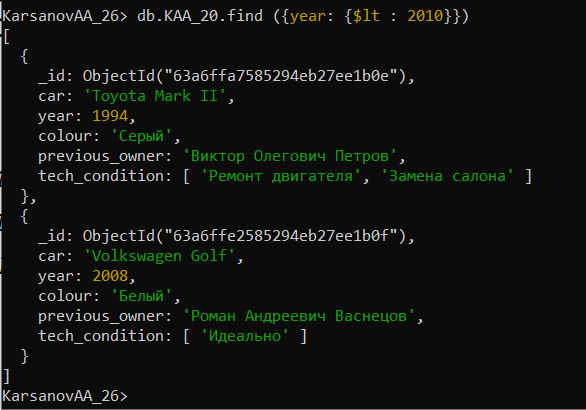 KarsanovAA_26> db.KAA_20.find ({year: {$lt : 2010}})
[
  {
    _id: ObjectId("63a6ffa7585294eb27ee1b0e"),
    car: 'Toyota Mark II',
    year: 1994,
    colour: 'Серый',
    previous_owner: 'Виктор Олегович Петров',
    tech_condition: [ 'Ремонт двигателя', 'Замена салона' ]
  },
  {
    _id: ObjectId("63a6ffe2585294eb27ee1b0f"),
    car: 'Volkswagen Golf',
    year: 2008,
    colour: 'Белый',
    previous_owner: 'Роман Андреевич Васнецов',
    tech_condition: [ 'Идеально' ]
  }
]
KarsanovAA_26>